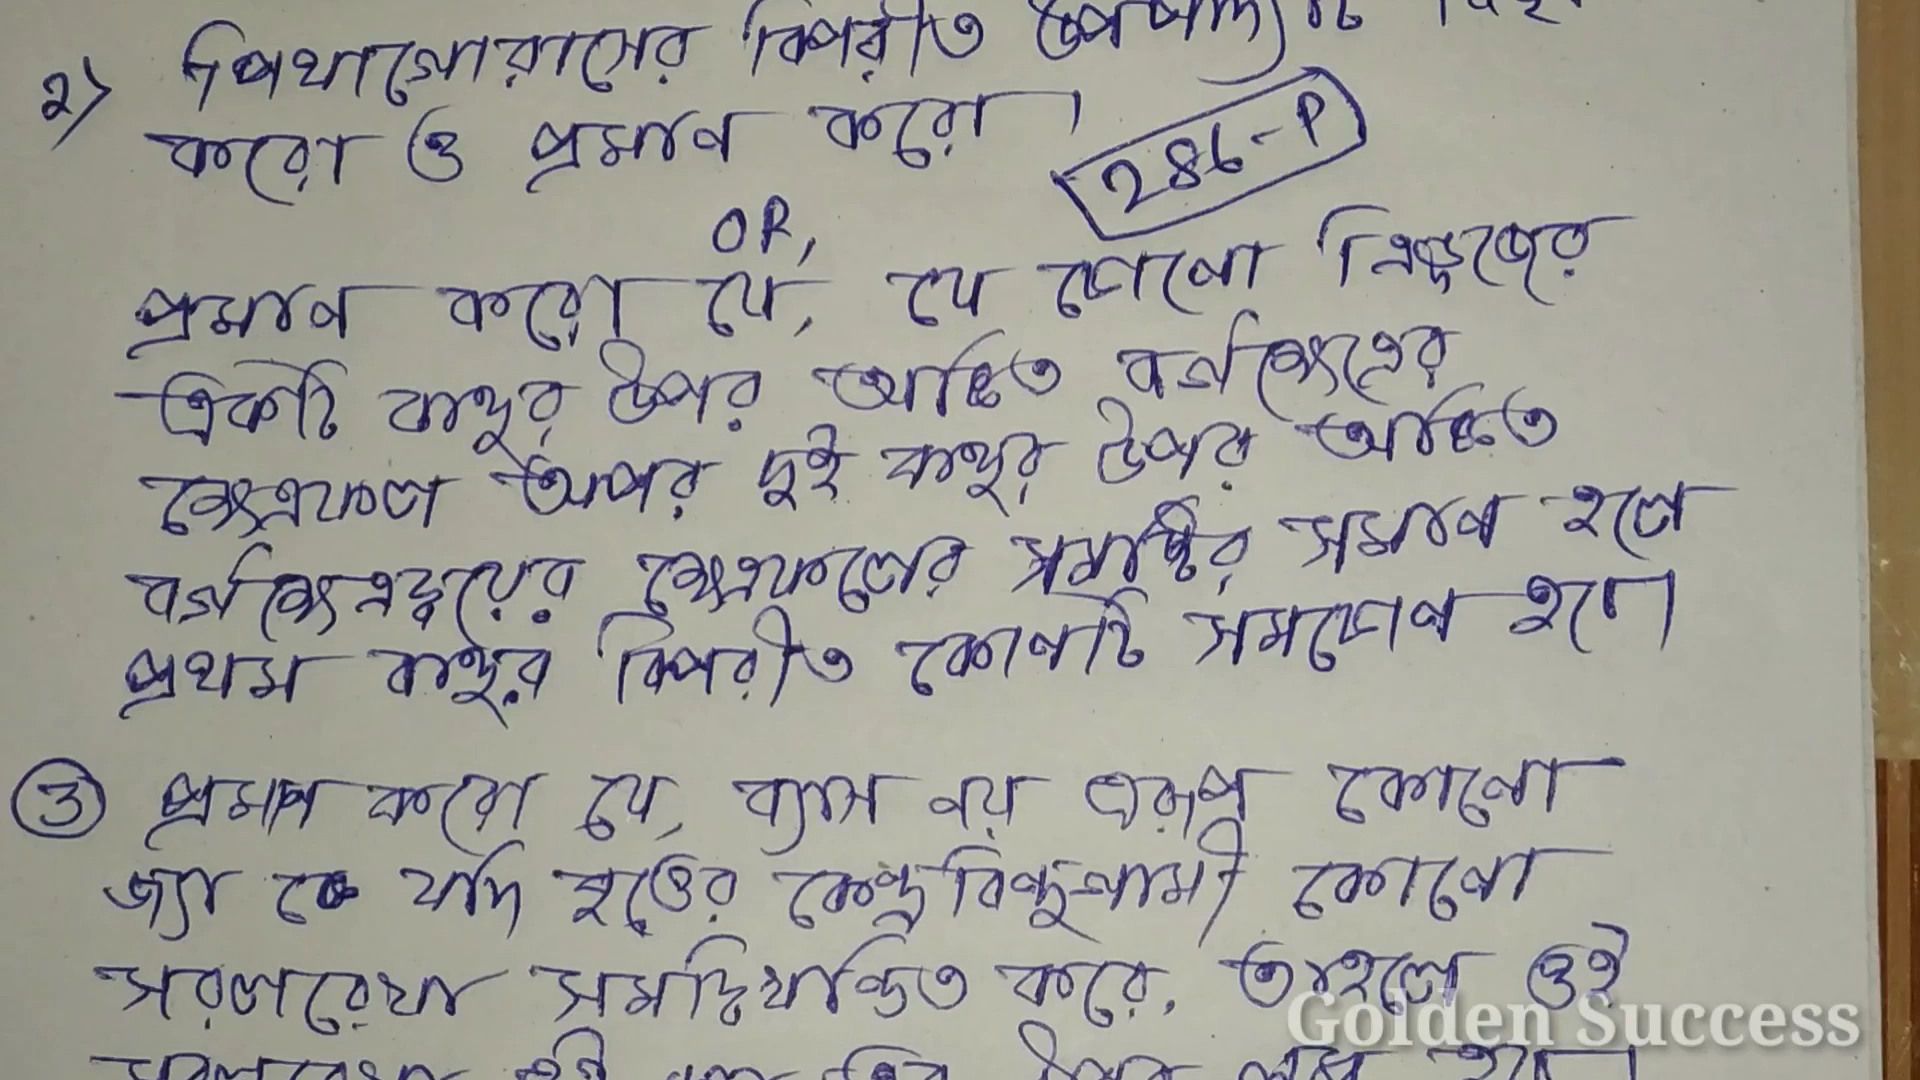 ২) পিথাগোরাসের বিপরীত উপপাদ্যটি
করো ও প্রমাণ করো।
286-P
OR,
প্রমাণ করো যে, যে কোনো ত্রিভুজের
একটি বাহুর উপর অঙ্কিত বর্গক্ষেত্রের
ক্ষেত্রফল অপর দুই বাহুর উপর অঙ্কিত
বর্গক্ষেত্রদ্বয়ের ক্ষেত্রফলের সমষ্টির সমান হলে
প্রথম বাহুর বিপরীত কোণটি সমকোণ হবে।
৩ প্রমাণ করো যে, ব্যাস নয় এরূপ কোনো
জ্যা কে যদি বৃত্তের কেন্দ্রবিন্দুগামী কোনো
সরলরেখা সমদ্বিখণ্ডিত করে, তাহলে ওই
Golden Success